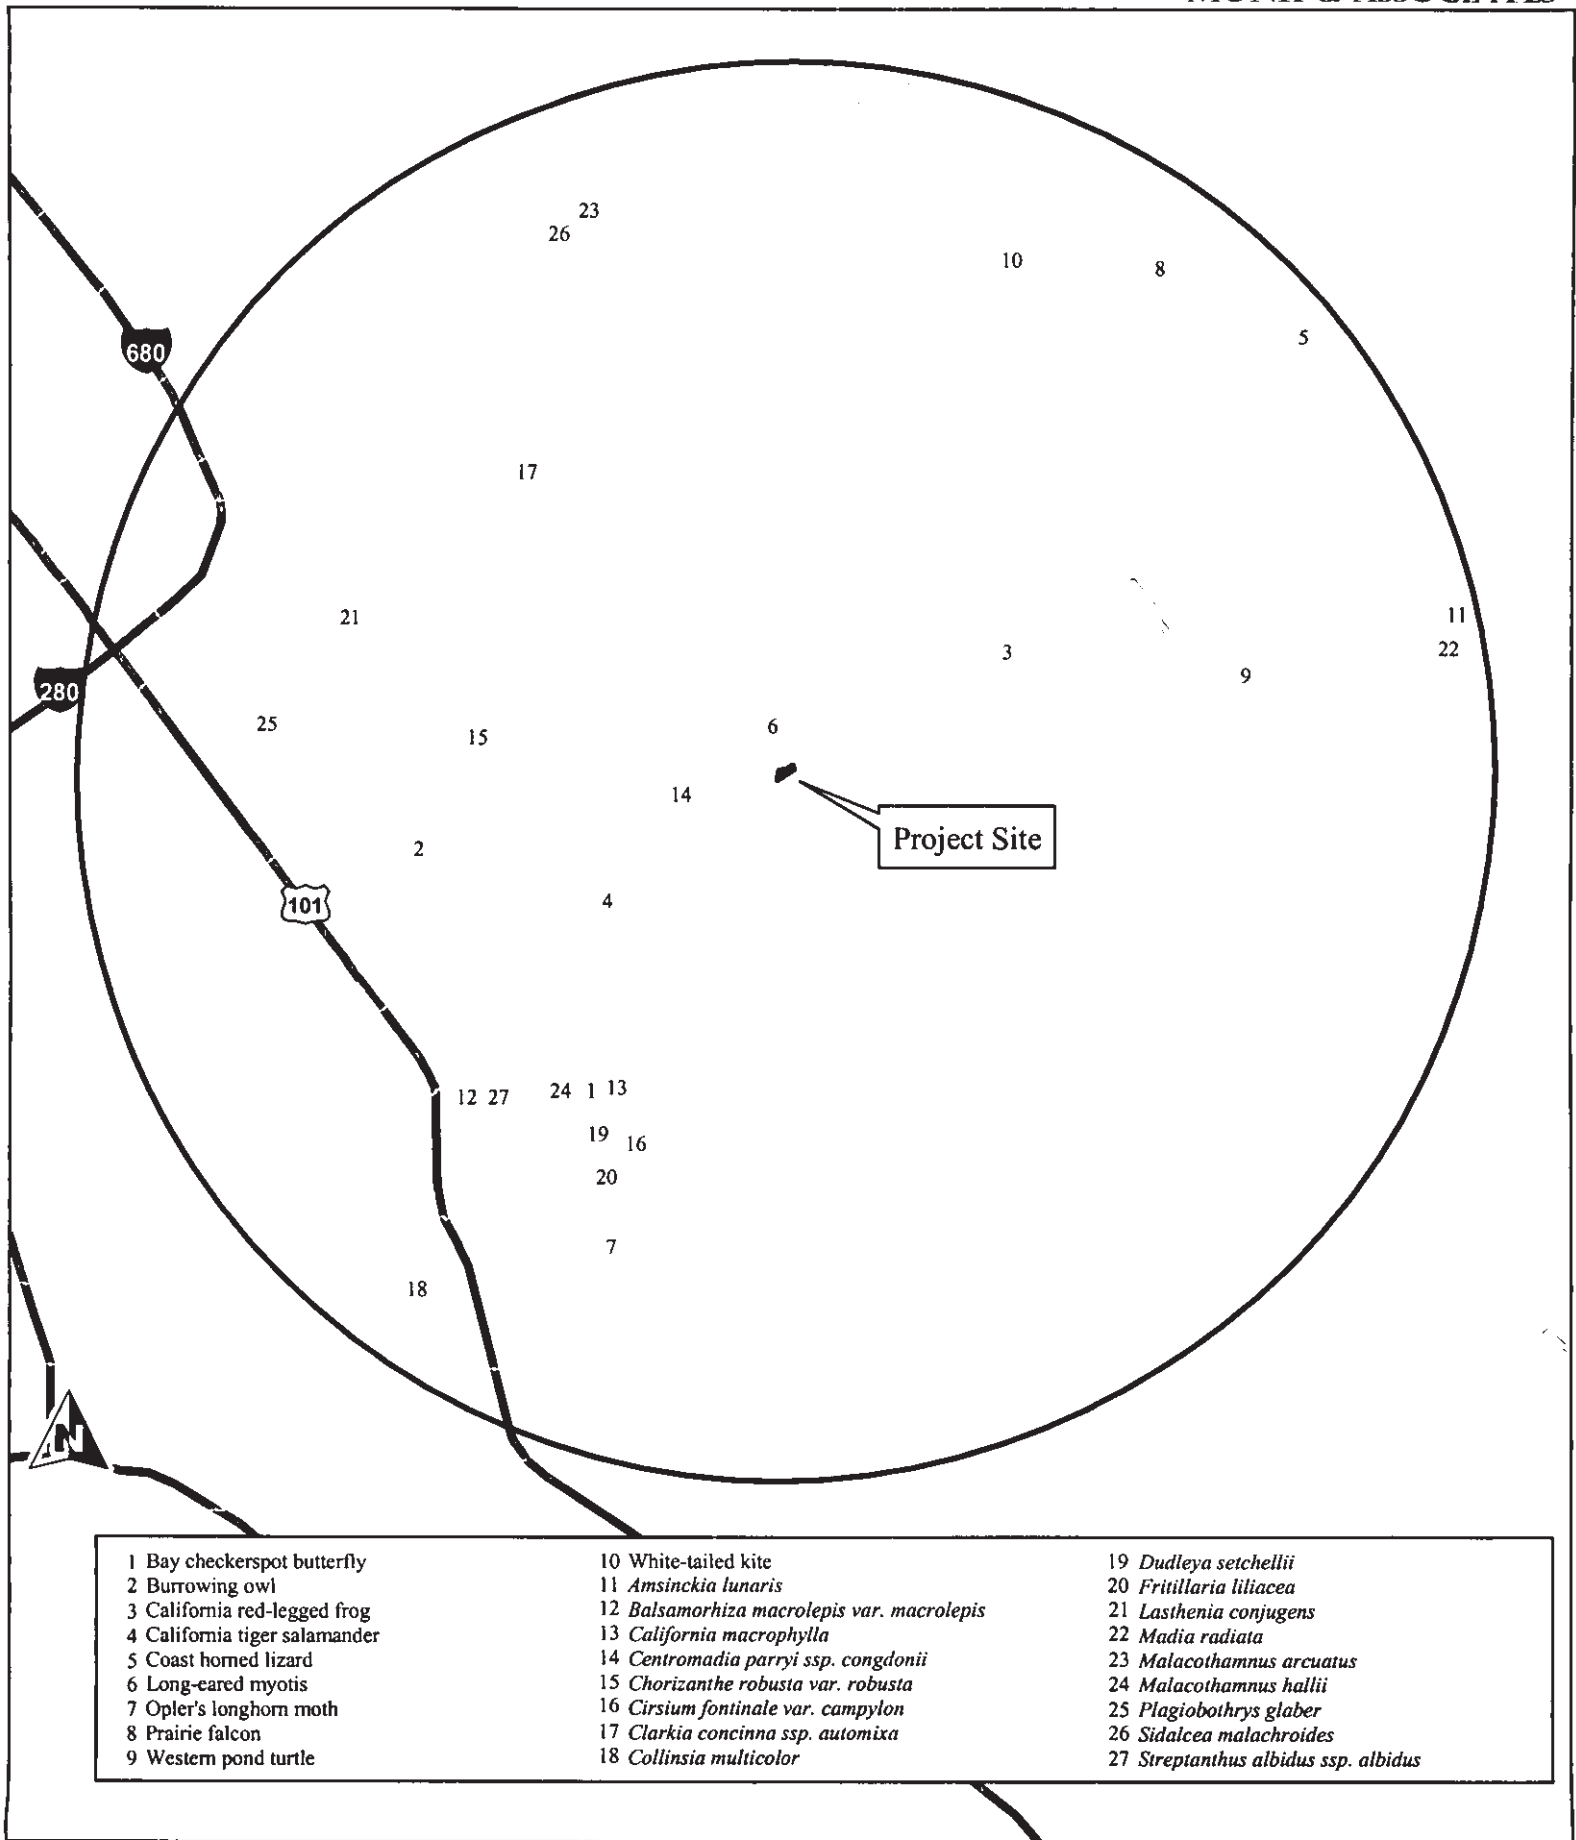 23
26
10
8
5
680
17
21
11
3
22
9
280
25
6
15
14
Project Site
2
101
4
12 27 24 1 13
19
16
20
7
18
N
1 Bay checkerspot butterfly
2 Burrowing owl
3 California red-legged frog
4 California tiger salamander
5 Coast horned lizard
6 Long-eared myotis
7 Opler's longhorn moth
8 Prairie falcon
9 Western pond turtle
10 White-tailed kite
11 Amsinckia lunaris
12 Balsamorhiza macrolepis var. macrolepis
13 California macrophylla
14 Centromadia parryi ssp. congdonii
15 Chorizanthe robusta var. robusta
16 Cirsium fontinale var. campylon
17 Clarkia concinna ssp. automixa
18 Collinsia multicolor
19 Dudleya setchellii
20 Fritillaria liliacea
21 Lasthenia conjugens
22 Madia radiata
23 Malacothamnus arcuatus
24 Malacothamnus hallii
25 Plagiobothrys glaber
26 Sidalcea malachroides
27 Streptanthus albidus ssp. albidus